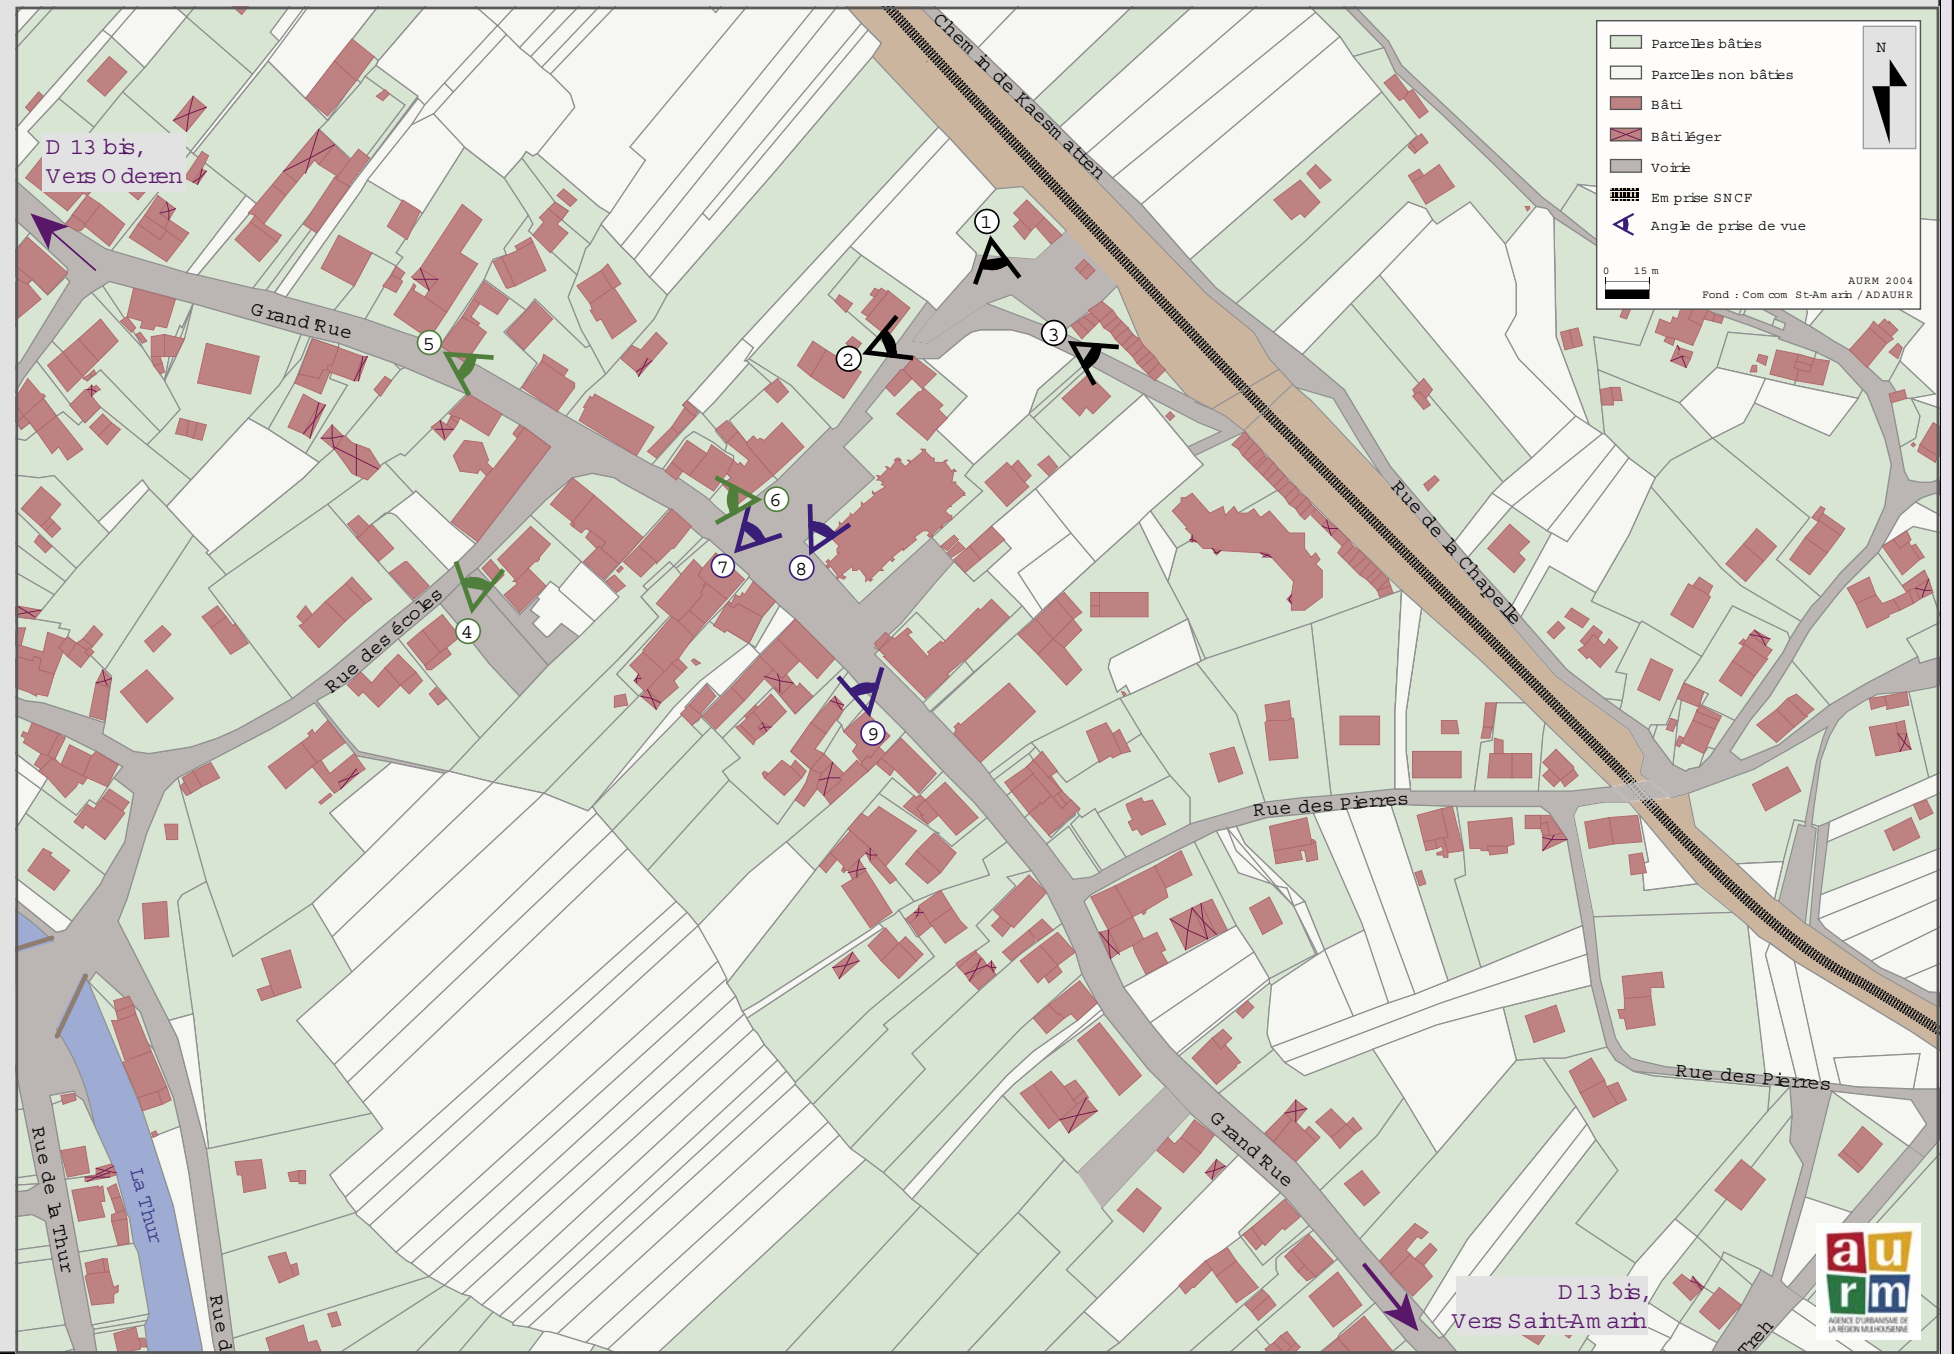 Chemin de Kaesmatten
Parcelles bâties
Parcelles non bâties
Bâti
Bâti léger
Voirie
Emprise SNCF
Angle de prise de vue
N
0 15 m
AURM 2004
Fond : Com com St-Amarin / ADAUHR
D 13 bis,
Vers Oderen
Grand'Rue
1
2
3
4
5
6
7
8
9
Rue des écoles
Rue de la Chapelle
Rue des Pierres
Rue des Pierres
Grand'Rue
Rue de la Thur
La Thur
Rue d
D13 bis,
Vers Saint-Amarin
Treh
au
rm
AGENCE D'URBANISME DE
LA RÉGION MULHOUSIENNE